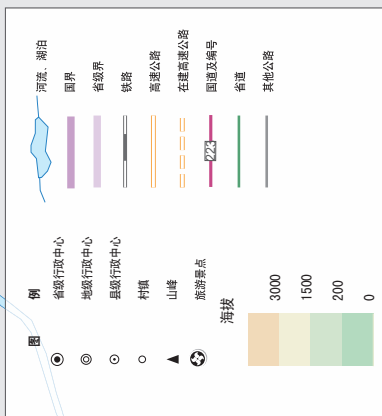 图 例
省级行政中心
地级行政中心
县级行政中心
村镇
山峰
旅游景点
河流、湖泊
国界
省级界
铁路
高速公路
在建高速公路
国道及编号
223
省道
其他公路
海拔
3000
1500
200
0